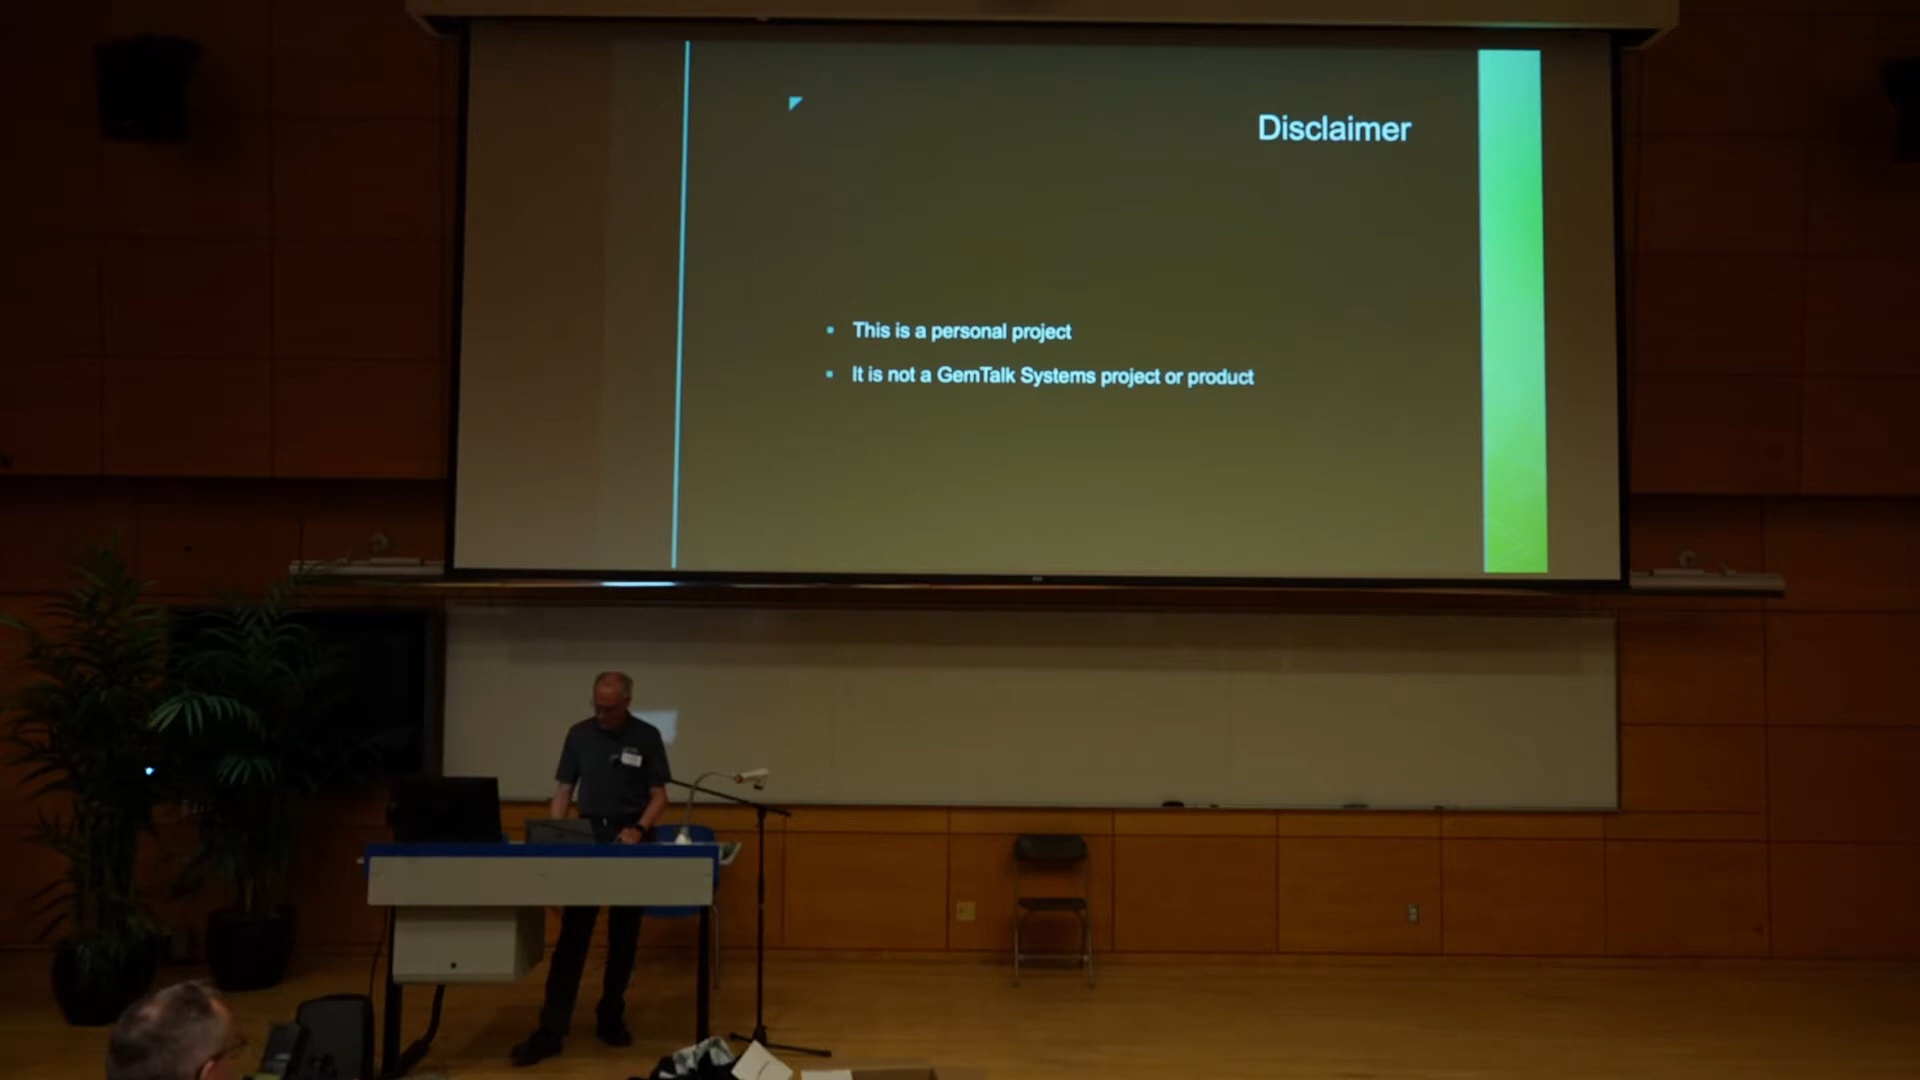 Disclaimer
This is a personal project
It is not a GemTalk Systems project or product